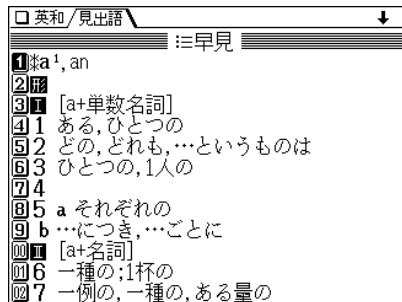 英和/見出語
早見
1 *a¹, an
2 形
3 I [a+単数名詞]
4 1 ある,ひとつの
5 2 どの,どれも,…というものは
6 3 ひとつの,1人の
7 4
8 5 a それぞれの
9 b …につき,…ごとに
00 II [a+名詞]
01 6 一種の;1杯の
02 7 一例の,一種の,ある量の